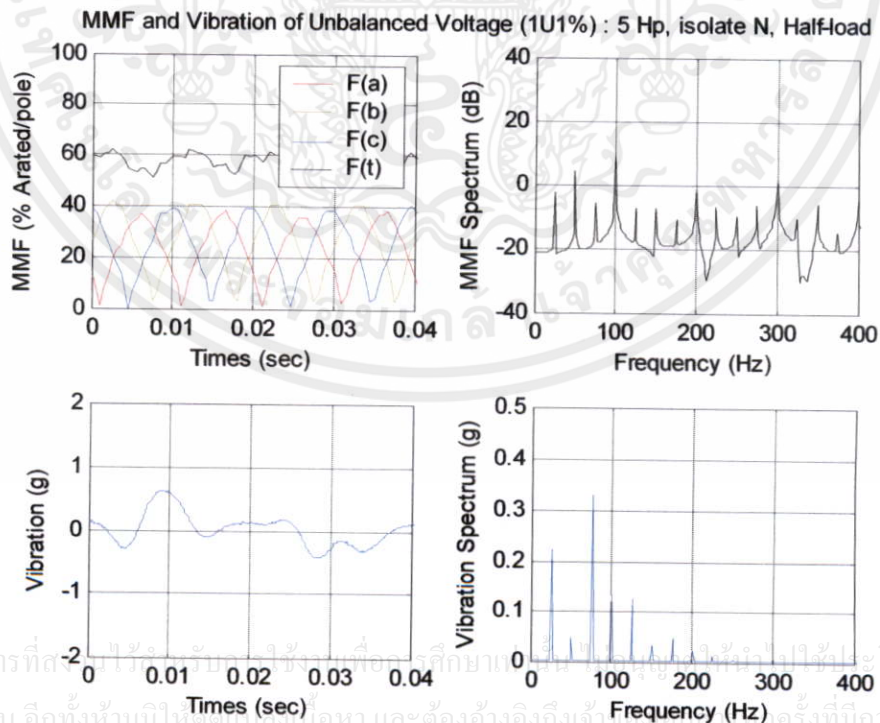 MMF and Vibration of Unbalanced Voltage (1U1%) : 5 Hp, isolate N, Half-load
100
80
60
40
20
0
MMF (% Arated/pole)
F(a)
F(b)
F(c)
F(t)
0 0.01 0.02 0.03 0.04
Times (sec)
40
20
0
-20
-40
MMF Spectrum (dB)
0 100 200 300 400
Frequency (Hz)
2
1
0
-1
-2
Vibration (g)
0 0.01 0.02 0.03 0.04
Times (sec)
0.5
0.4
0.3
0.2
0.1
0
Vibration Spectrum (g)
0 100 200 300 400
Frequency (Hz)